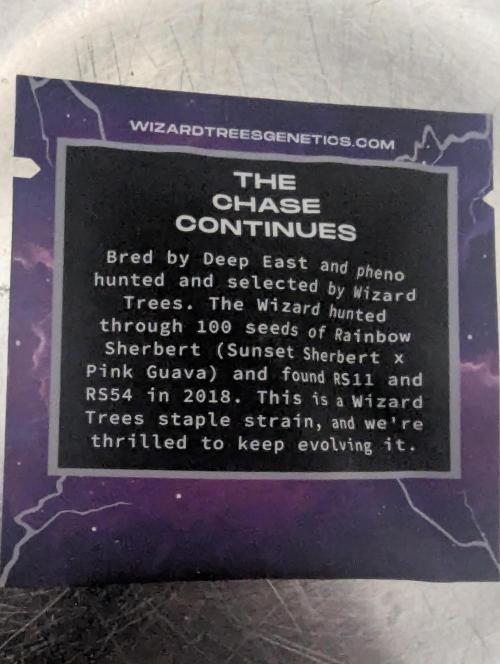 WIZARDTREESGENETICS.COM
THE
CHASE
CONTINUES
Bred by Deep East and pheno
hunted and selected by Wizard
Trees. The Wizard hunted
through 100 seeds of Rainbow
Sherbert (Sunset Sherbert x
Pink Guava) and found RS11 and
RS54 in 2018. This is a Wizard
Trees staple strain, and we're
thrilled to keep evolving it.